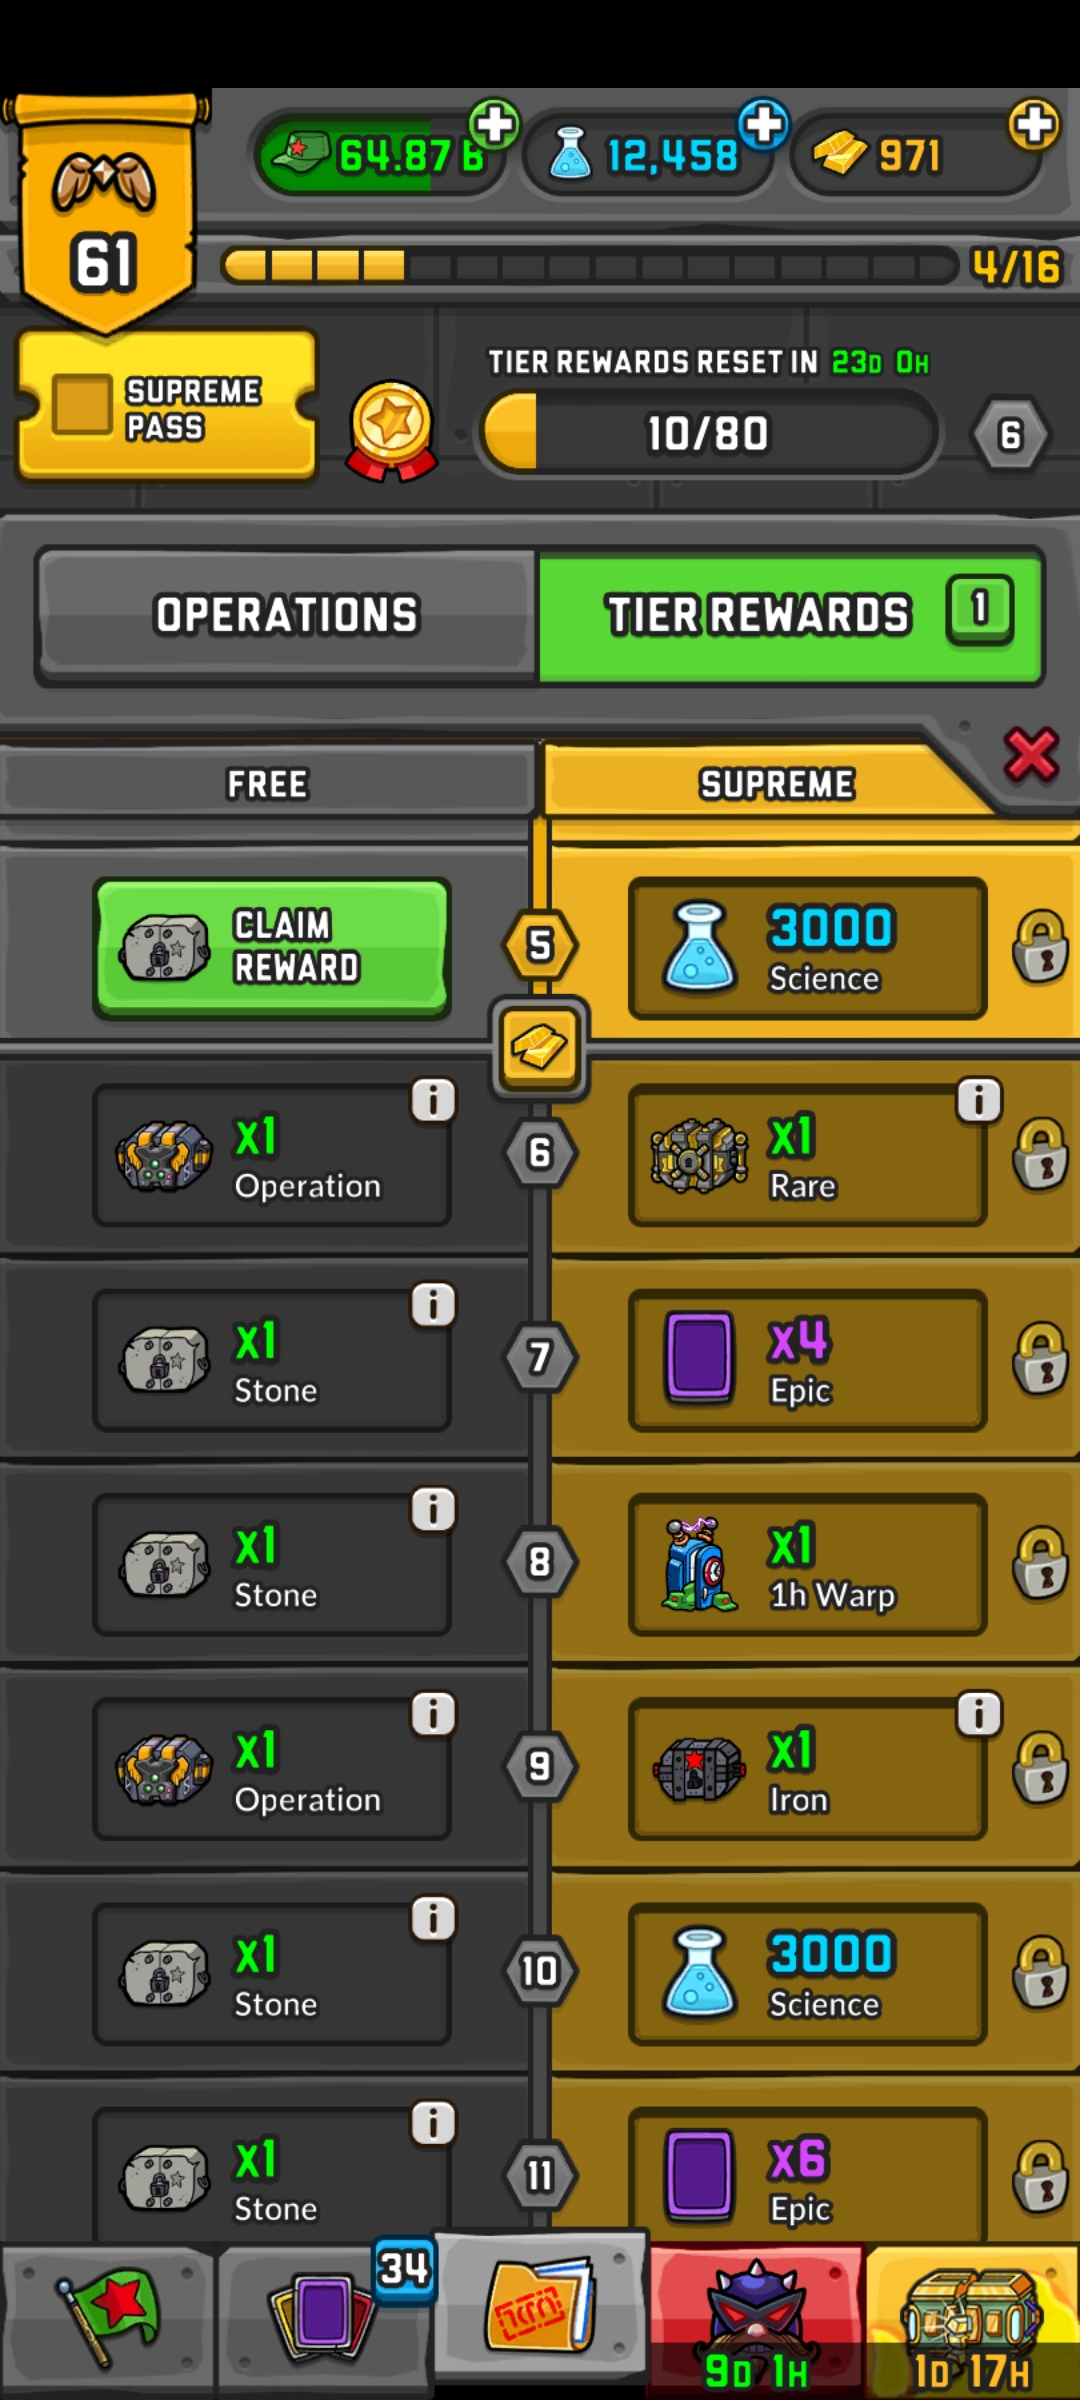 64.87 B
12,458
971
61
4/16
SUPREME
PASS
TIER REWARDS RESET IN 23D 0H
10/80
6
OPERATIONS
TIER REWARDS
1
FREE
SUPREME
CLAIM
REWARD
5
3000
Science
X1
Operation
6
X1
Rare
X1
Stone
7
X4
Epic
X1
Stone
8
X1
1h Warp
X1
Operation
9
X1
Iron
X1
Stone
10
3000
Science
X1
Stone
11
X6
Epic
34
9D 1H
1D 17H